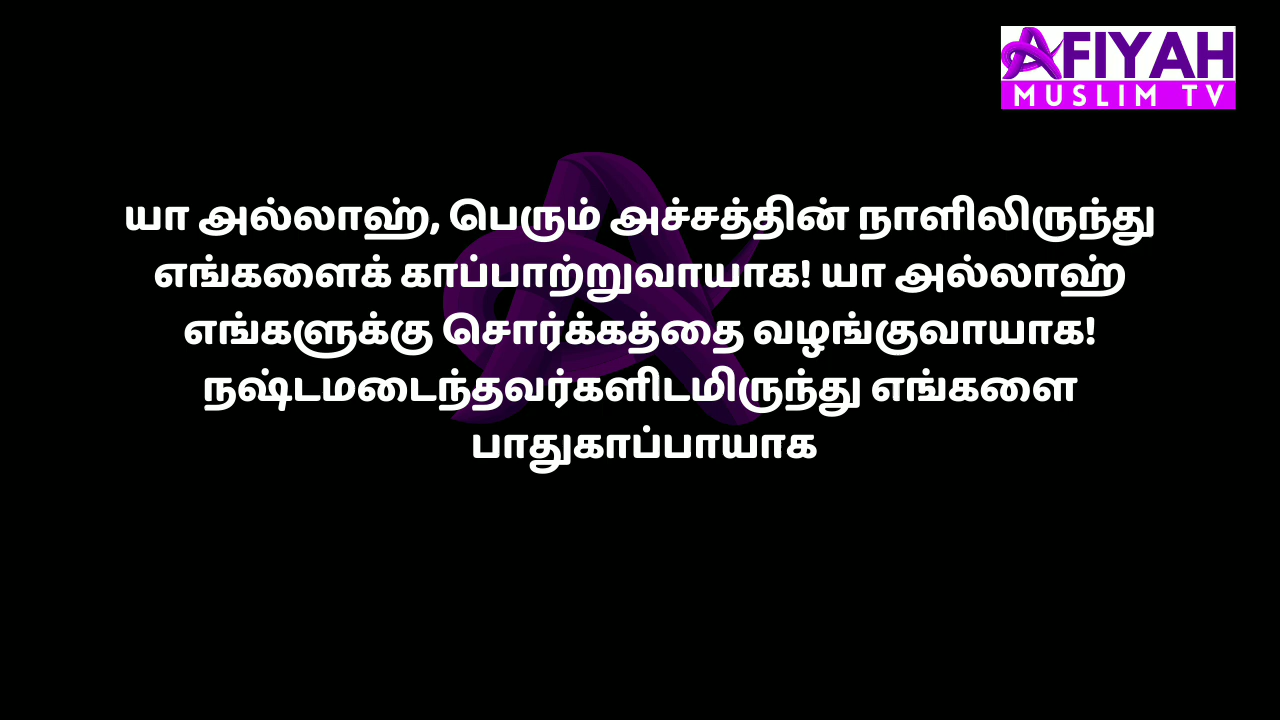 AFIYAH
MUSLIM TV
யா அல்லாஹ், பெரும் அச்சத்தின் நாளிலிருந்து
எங்களைக் காப்பாற்றுவாயாக! யா அல்லாஹ்
எங்களுக்கு சொர்க்கத்தை வழங்குவாயாக!
நஷ்டமடைந்தவர்களிடமிருந்து எங்களை
பாதுகாப்பாயாக